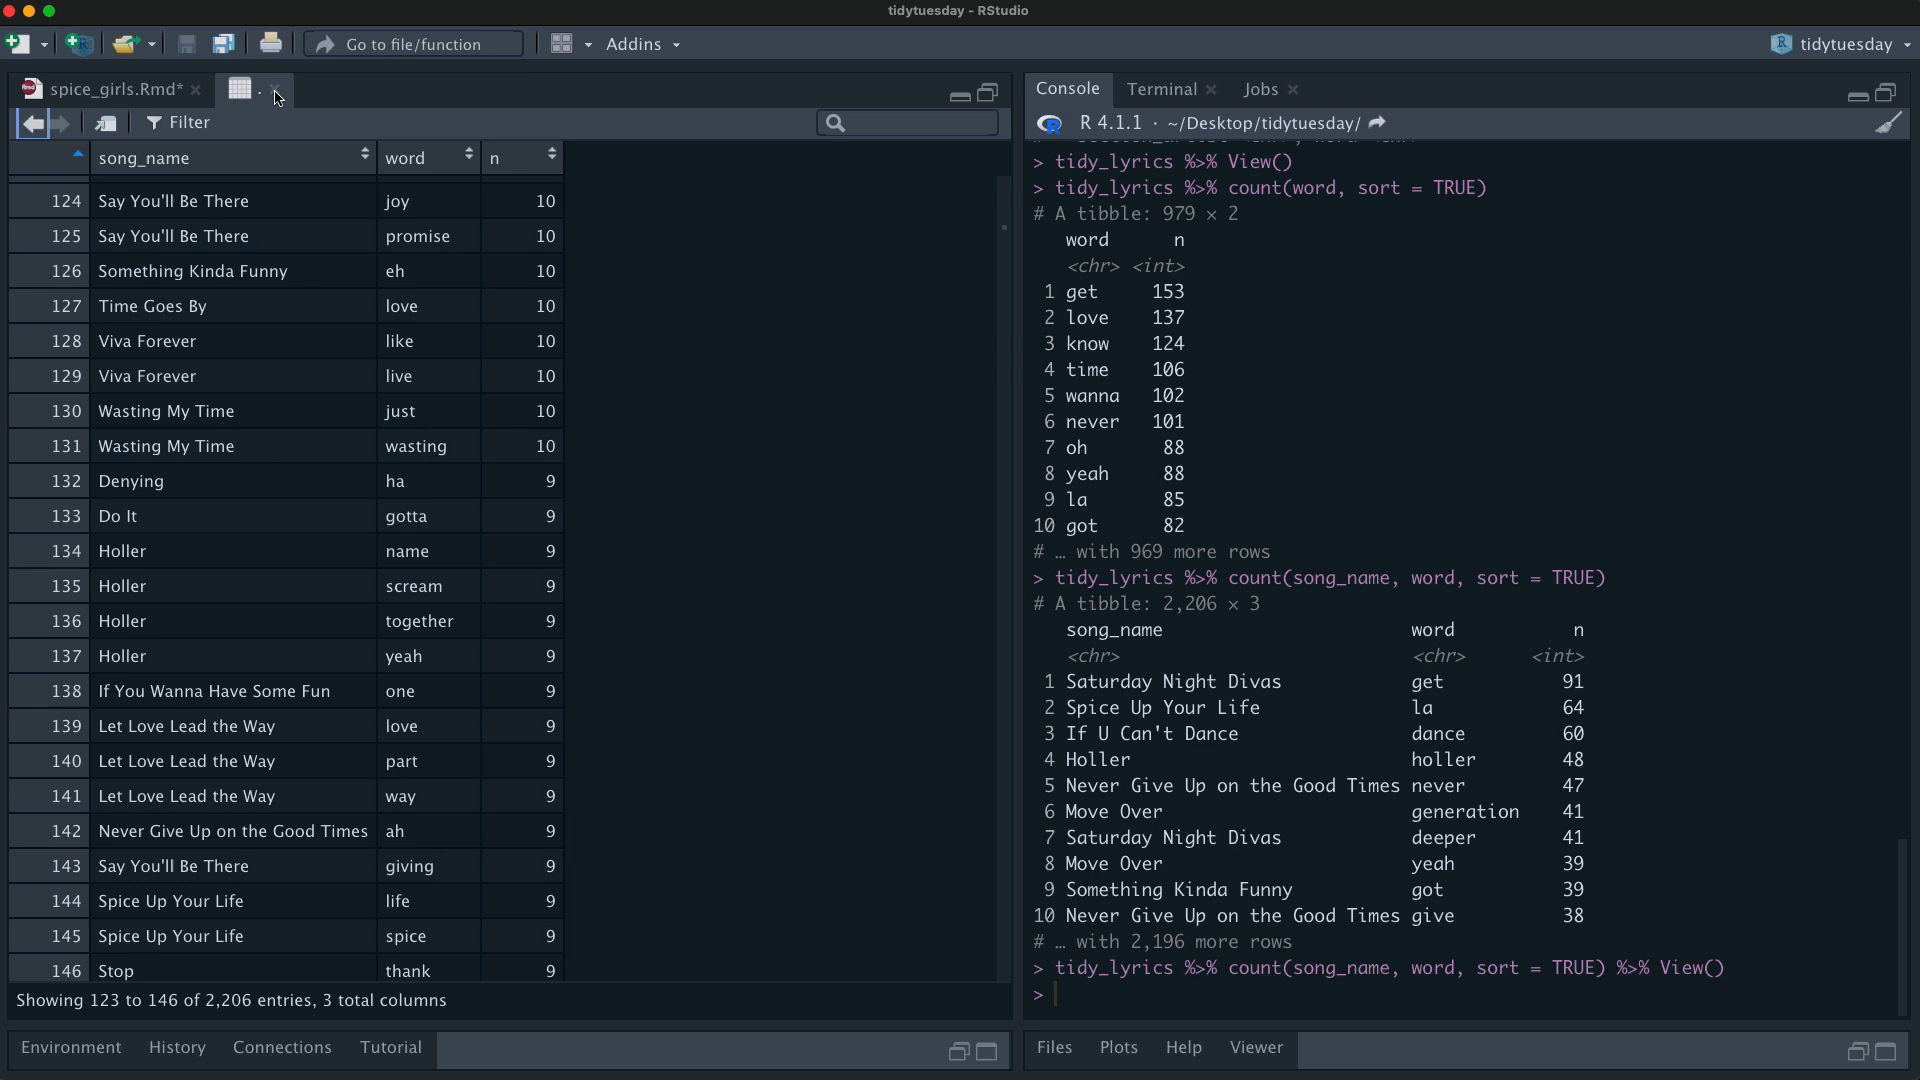 tidytuesday - RStudio
Go to file/function
Addins
tidytuesday
spice_girls.Rmd*
.
Filter
song_name word n
124 Say You'll Be There joy 10
125 Say You'll Be There promise 10
126 Something Kinda Funny eh 10
127 Time Goes By love 10
128 Viva Forever like 10
129 Viva Forever live 10
130 Wasting My Time just 10
131 Wasting My Time wasting 10
132 Denying ha 9
133 Do It gotta 9
134 Holler name 9
135 Holler scream 9
136 Holler together 9
137 Holler yeah 9
138 If You Wanna Have Some Fun one 9
139 Let Love Lead the Way love 9
140 Let Love Lead the Way part 9
141 Let Love Lead the Way way 9
142 Never Give Up on the Good Times ah 9
143 Say You'll Be There giving 9
144 Spice Up Your Life life 9
145 Spice Up Your Life spice 9
146 Stop thank 9
Showing 123 to 146 of 2,206 entries, 3 total columns
Environment History Connections Tutorial
Console Terminal Jobs
R 4.1.1 · ~/Desktop/tidytuesday/
> tidy_lyrics %>% View()
> tidy_lyrics %>% count(word, sort = TRUE)
# A tibble: 979 × 2
word n
<chr> <int>
1 get 153
2 love 137
3 know 124
4 time 106
5 wanna 102
6 never 101
7 oh 88
8 yeah 88
9 la 85
10 got 82
# … with 969 more rows
> tidy_lyrics %>% count(song_name, word, sort = TRUE)
# A tibble: 2,206 × 3
song_name word n
<chr> <chr> <int>
1 Saturday Night Divas get 91
2 Spice Up Your Life la 64
3 If U Can't Dance dance 60
4 Holler holler 48
5 Never Give Up on the Good Times never 47
6 Move Over generation 41
7 Saturday Night Divas deeper 41
8 Move Over yeah 39
9 Something Kinda Funny got 39
10 Never Give Up on the Good Times give 38
# … with 2,196 more rows
> tidy_lyrics %>% count(song_name, word, sort = TRUE) %>% View()
>
Files Plots Help Viewer